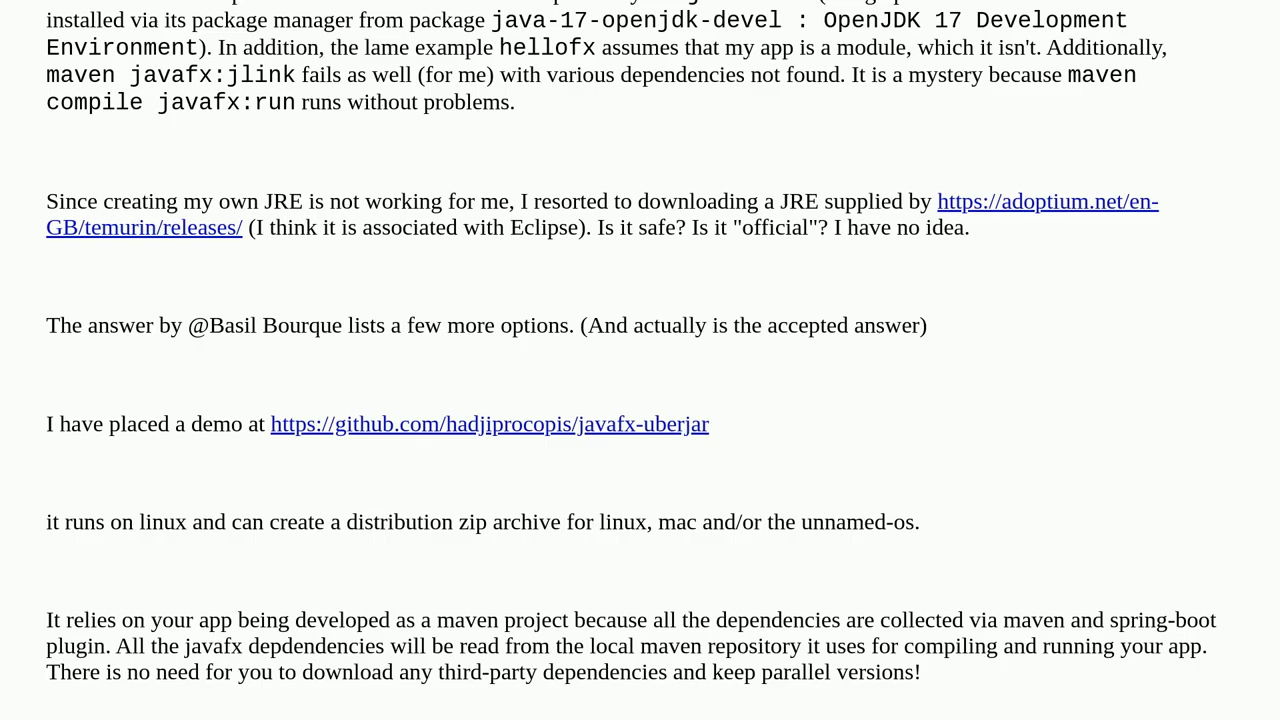 installed via its package manager from package java-17-openjdk-devel : OpenJDK 17 Development
Environment). In addition, the lame example hellofx assumes that my app is a module, which it isn't. Additionally,
maven javafx:jlink fails as well (for me) with various dependencies not found. It is a mystery because maven
compile javafx:run runs without problems.
Since creating my own JRE is not working for me, I resorted to downloading a JRE supplied by https://adoptium.net/en-
GB/temurin/releases/ (I think it is associated with Eclipse). Is it safe? Is it "official"? I have no idea.
The answer by @Basil Bourque lists a few more options. (And actually is the accepted answer)
I have placed a demo at https://github.com/hadjiprocopis/javafx-uberjar
it runs on linux and can create a distribution zip archive for linux, mac and/or the unnamed-os.
It relies on your app being developed as a maven project because all the dependencies are collected via maven and spring-boot
plugin. All the javafx depdendencies will be read from the local maven repository it uses for compiling and running your app.
There is no need for you to download any third-party dependencies and keep parallel versions!